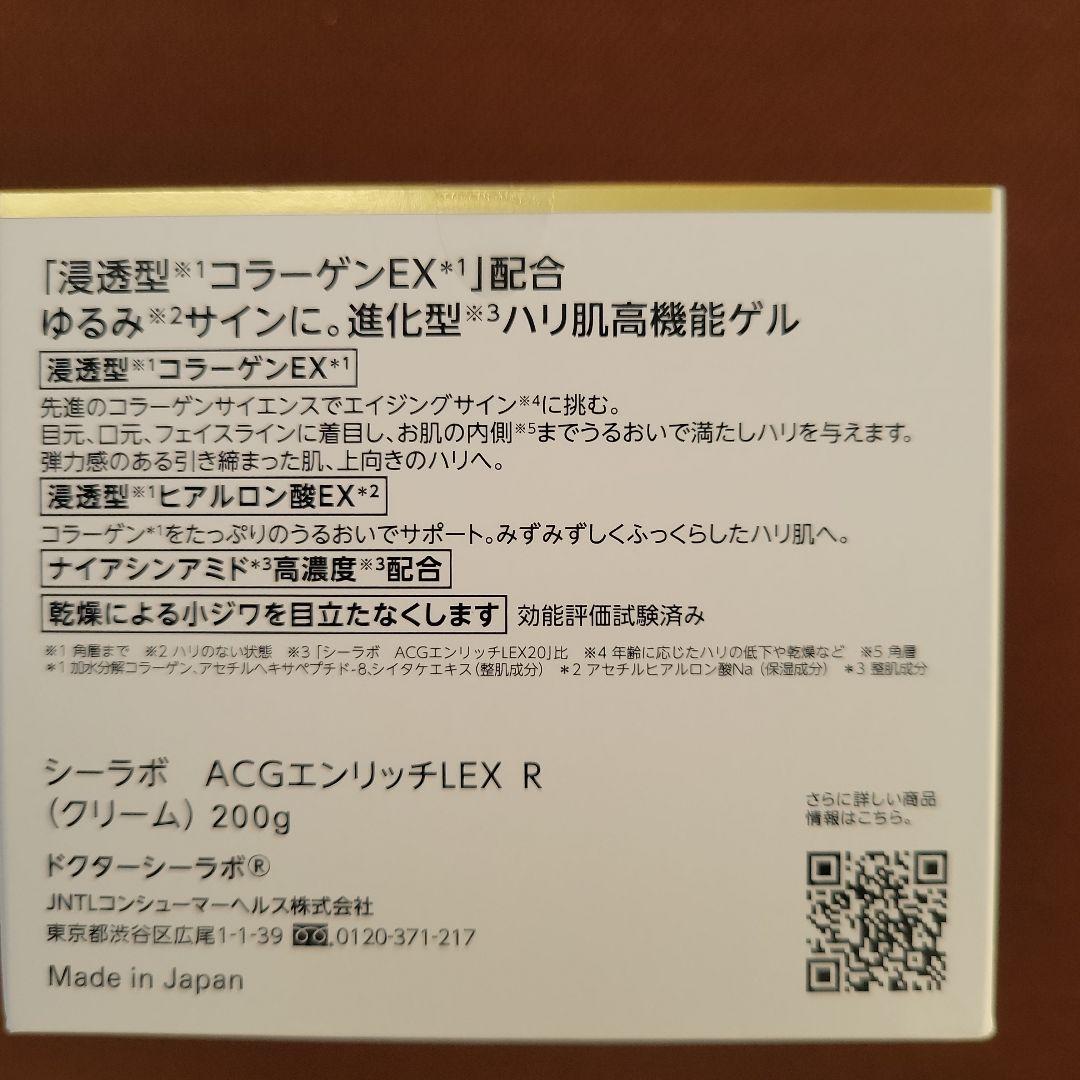 「浸透型※1コラーゲンEX*1」配合
ゆるみ※2サインに。進化型※3ハリ肌高機能ゲル
浸透型※1コラーゲンEX*1
先進のコラーゲンサイエンスでエイジングサイン※4に挑む。
目元、口元、フェイスラインに着目し、お肌の内側※5までうるおいで満たしハリを与えます。
弾力感のある引き締まった肌、上向きのハリへ。
浸透型※1ヒアルロン酸EX*2
コラーゲン*1をたっぷりのうるおいでサポート。みずみずしくふっくらしたハリ肌へ。
ナイアシンアミド*3高濃度※3配合
乾燥による小ジワを目立たなくします 効能評価試験済み
※1 角層まで ※2 ハリのない状態 ※3「シーラボ ACGエンリッチLEX20」比 ※4 年齢に応じたハリの低下や乾燥など ※5 角層
*1 加水分解コラーゲン、アセチルヘキサペプチド-8、シイタケエキス（整肌成分） *2 アセチルヒアルロン酸Na（保湿成分） *3 整肌成分
シーラボ ACGエンリッチLEX R
（クリーム）200g
さらに詳しい商品
情報はこちら。
ドクターシーラボ®
JNTLコンシューマーヘルス株式会社
東京都渋谷区広尾1-1-39 0120-371-217
Made in Japan